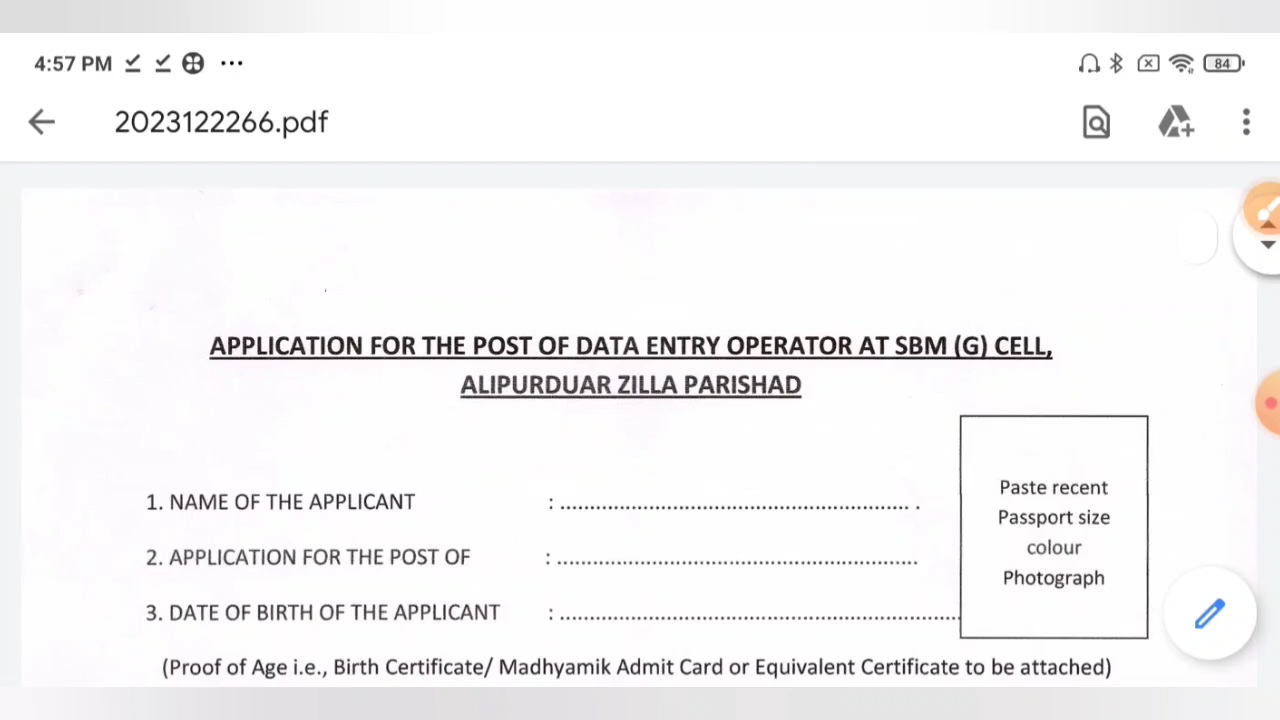 4:57 PM ... 84
2023122266.pdf
APPLICATION FOR THE POST OF DATA ENTRY OPERATOR AT SBM (G) CELL,
ALIPURDUAR ZILLA PARISHAD
Paste recent
Passport size
colour
Photograph
1. NAME OF THE APPLICANT : ............................................................ .
2. APPLICATION FOR THE POST OF : ..............................................................
3. DATE OF BIRTH OF THE APPLICANT : ....................................................................
(Proof of Age i.e., Birth Certificate/ Madhyamik Admit Card or Equivalent Certificate to be attached)